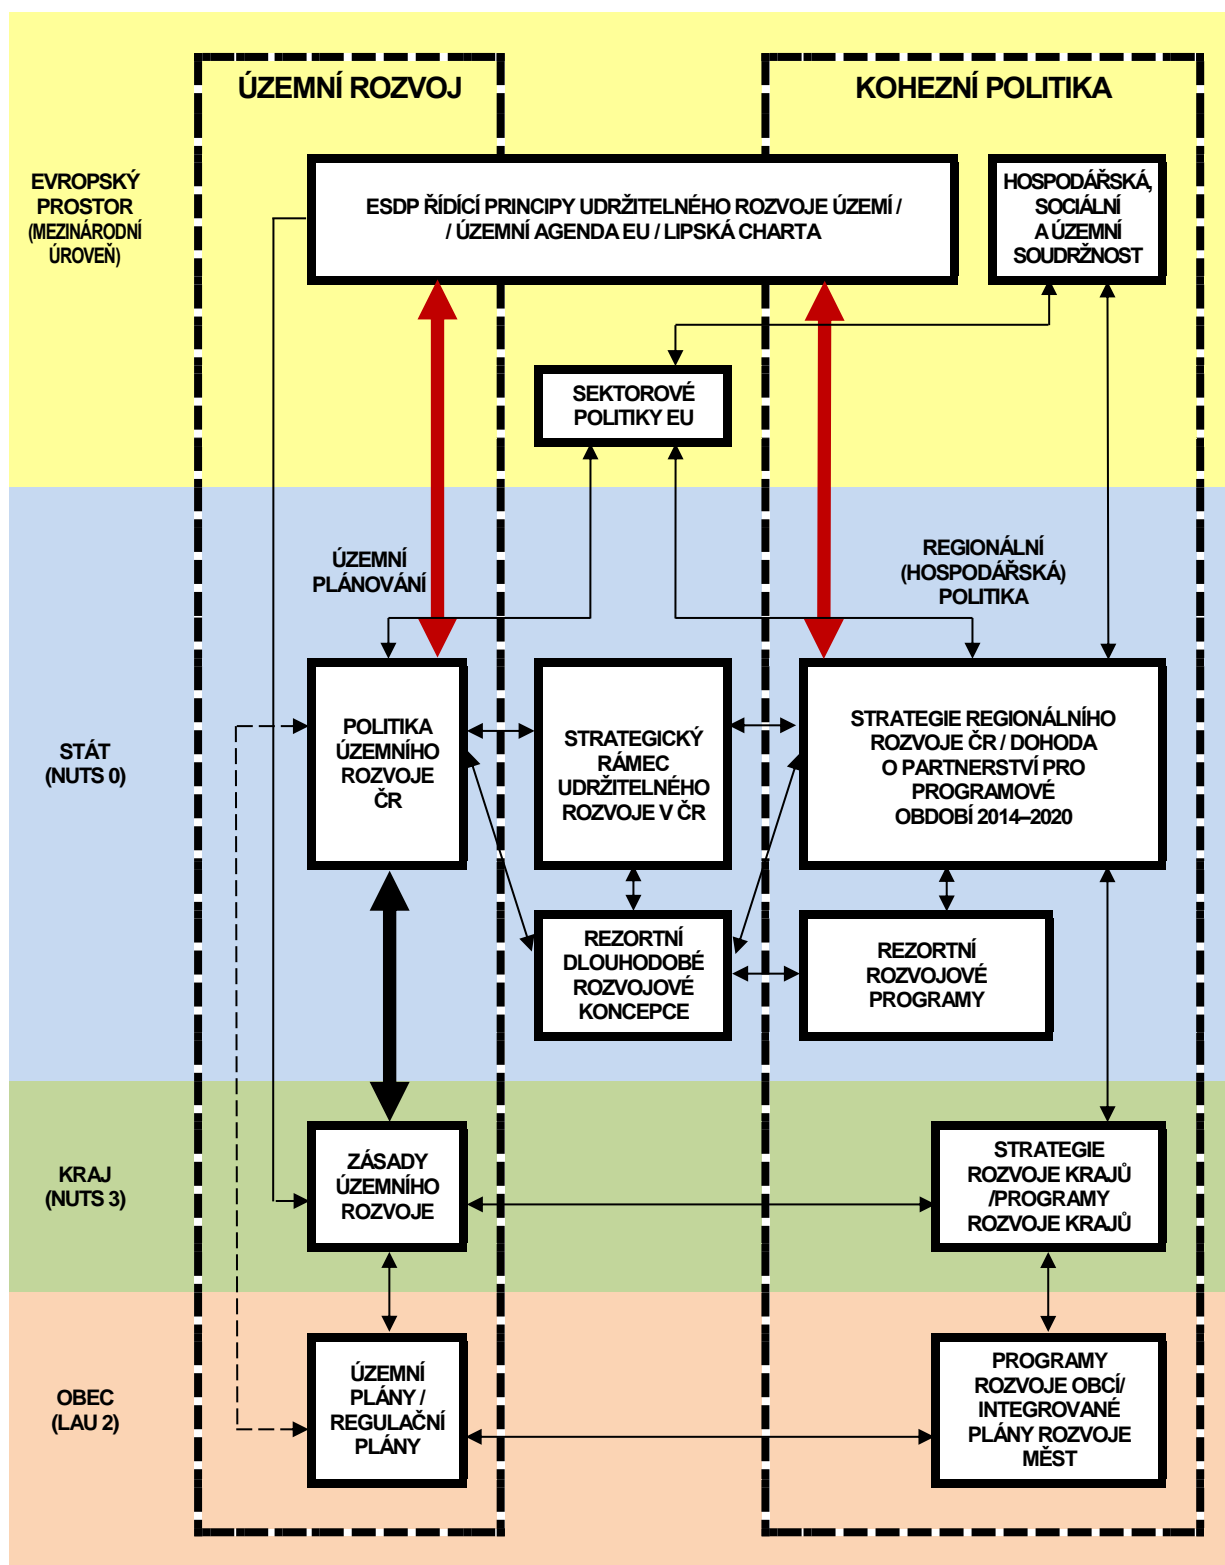 ÚZEMNÍ ROZVOJ
KOHEZNÍ POLITIKA
EVROPSKÝ
PROSTOR
(MEZINÁRODNÍ
ÚROVEŇ)
ESDP ŘÍDÍCÍ PRINCIPY UDRŽITELNÉHO ROZVOJE ÚZEMÍ /
/ ÚZEMNÍ AGENDA EU / LIPSKÁ CHARTA
HOSPODÁŘSKÁ,
SOCIÁLNÍ
A ÚZEMNÍ
SOUDRŽNOST
SEKTOROVÉ
POLITIKY EU
ÚZEMNÍ
PLÁNOVÁNÍ
REGIONÁLNÍ
(HOSPODÁŘSKÁ)
POLITIKA
STÁT
(NUTS 0)
POLITIKA
ÚZEMNÍHO
ROZVOJE
ČR
STRATEGICKÝ
RÁMEC
UDRŽITELNÉHO
ROZVOJE V ČR
STRATEGIE REGIONÁLNÍHO
ROZVOJE ČR / DOHODA
O PARTNERSTVÍ PRO
PROGRAMOVÉ
OBDOBÍ 2014–2020
REZORTNÍ
DLOUHODOBÉ
ROZVOJOVÉ
KONCEPCE
REZORTNÍ
ROZVOJOVÉ
PROGRAMY
KRAJ
(NUTS 3)
ZÁSADY
ÚZEMNÍHO
ROZVOJE
STRATEGIE
ROZVOJE KRAJŮ
/PROGRAMY
ROZVOJE KRAJŮ
OBEC
(LAU 2)
ÚZEMNÍ
PLÁNY /
REGULAČNÍ
PLÁNY
PROGRAMY
ROZVOJE OBCÍ/
INTEGROVANÉ
PLÁNY ROZVOJE
MĚST